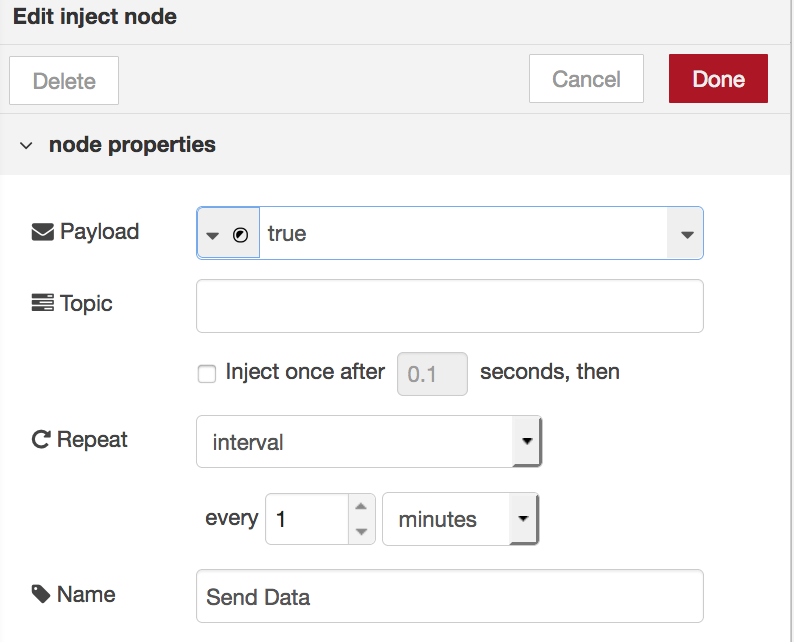 Edit inject node
Delete Cancel Done
node properties
Payload true
Topic
Inject once after 0.1 seconds, then
Repeat interval
every 1 minutes
Name Send Data